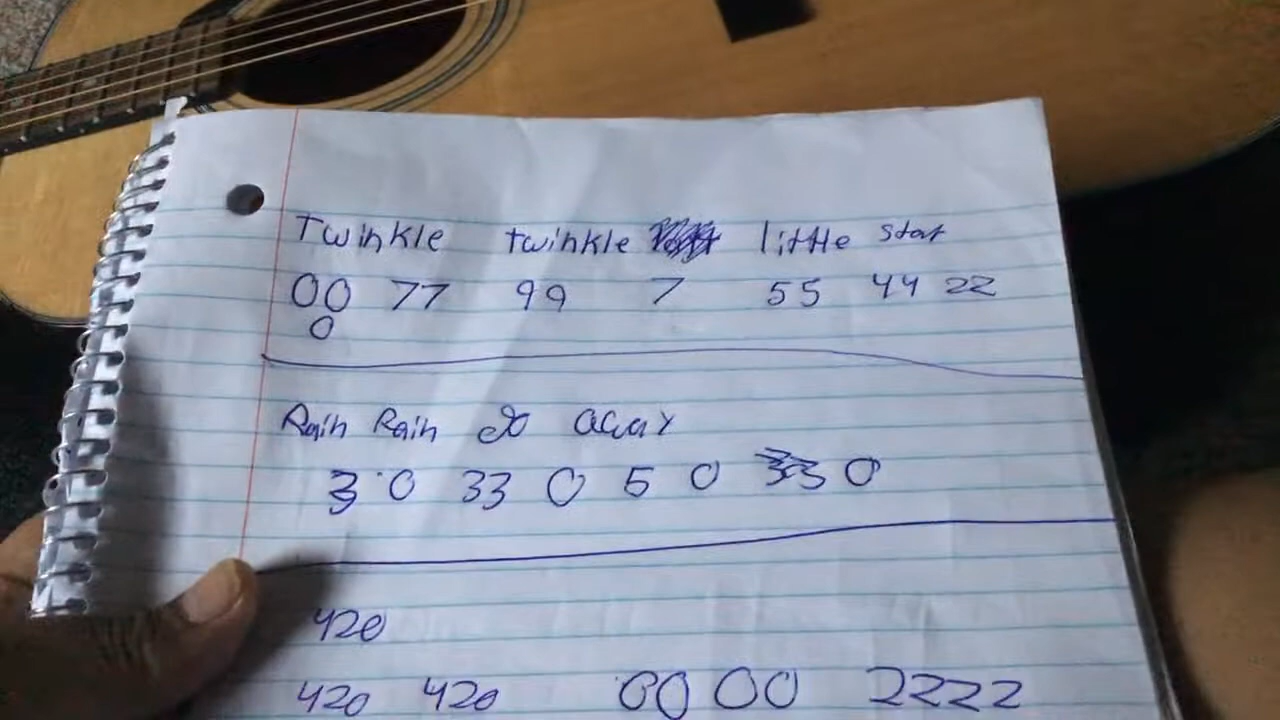 Twinkle twinkle little star
00 77 99 7 55 44 22
0
Rain Rain go away
3 0 33 0 5 0 33 0
420
420 420 00 00 2222